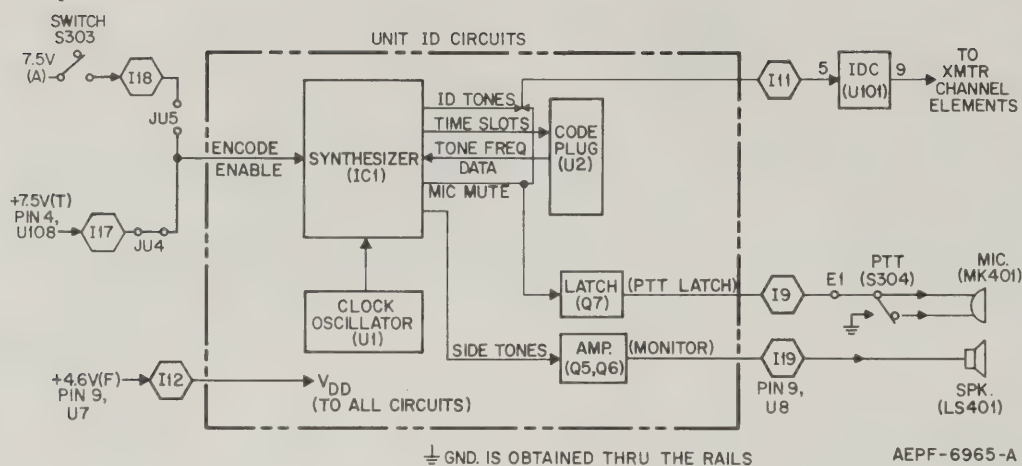 SWITCH
S303
7.5V
(A)
I18
JU5
+7.5V(T)
PIN 4,
U108
I17
JU4
ENCODE
ENABLE
UNIT ID CIRCUITS
SYNTHESIZER
(IC1)
ID TONES
TIME SLOTS
TONE FREQ
DATA
MIC MUTE
CODE
PLUG
(U2)
I11
5
IDC
(U101)
9
TO
XMTR
CHANNEL
ELEMENTS
CLOCK
OSCILLATOR
(U1)
LATCH
(Q7)
(PTT LATCH)
I9
E1
PTT
(S304)
MIC.
(MK401)
SIDE TONES
AMP.
(Q5,Q6)
(MONITOR)
I19
PIN 9,
U8
SPK.
(LS401)
+4.6V(F)
PIN 9,
U7
I12
VDD
(TO ALL CIRCUITS)
GND. IS OBTAINED THRU THE RAILS
AEPF-6965-A